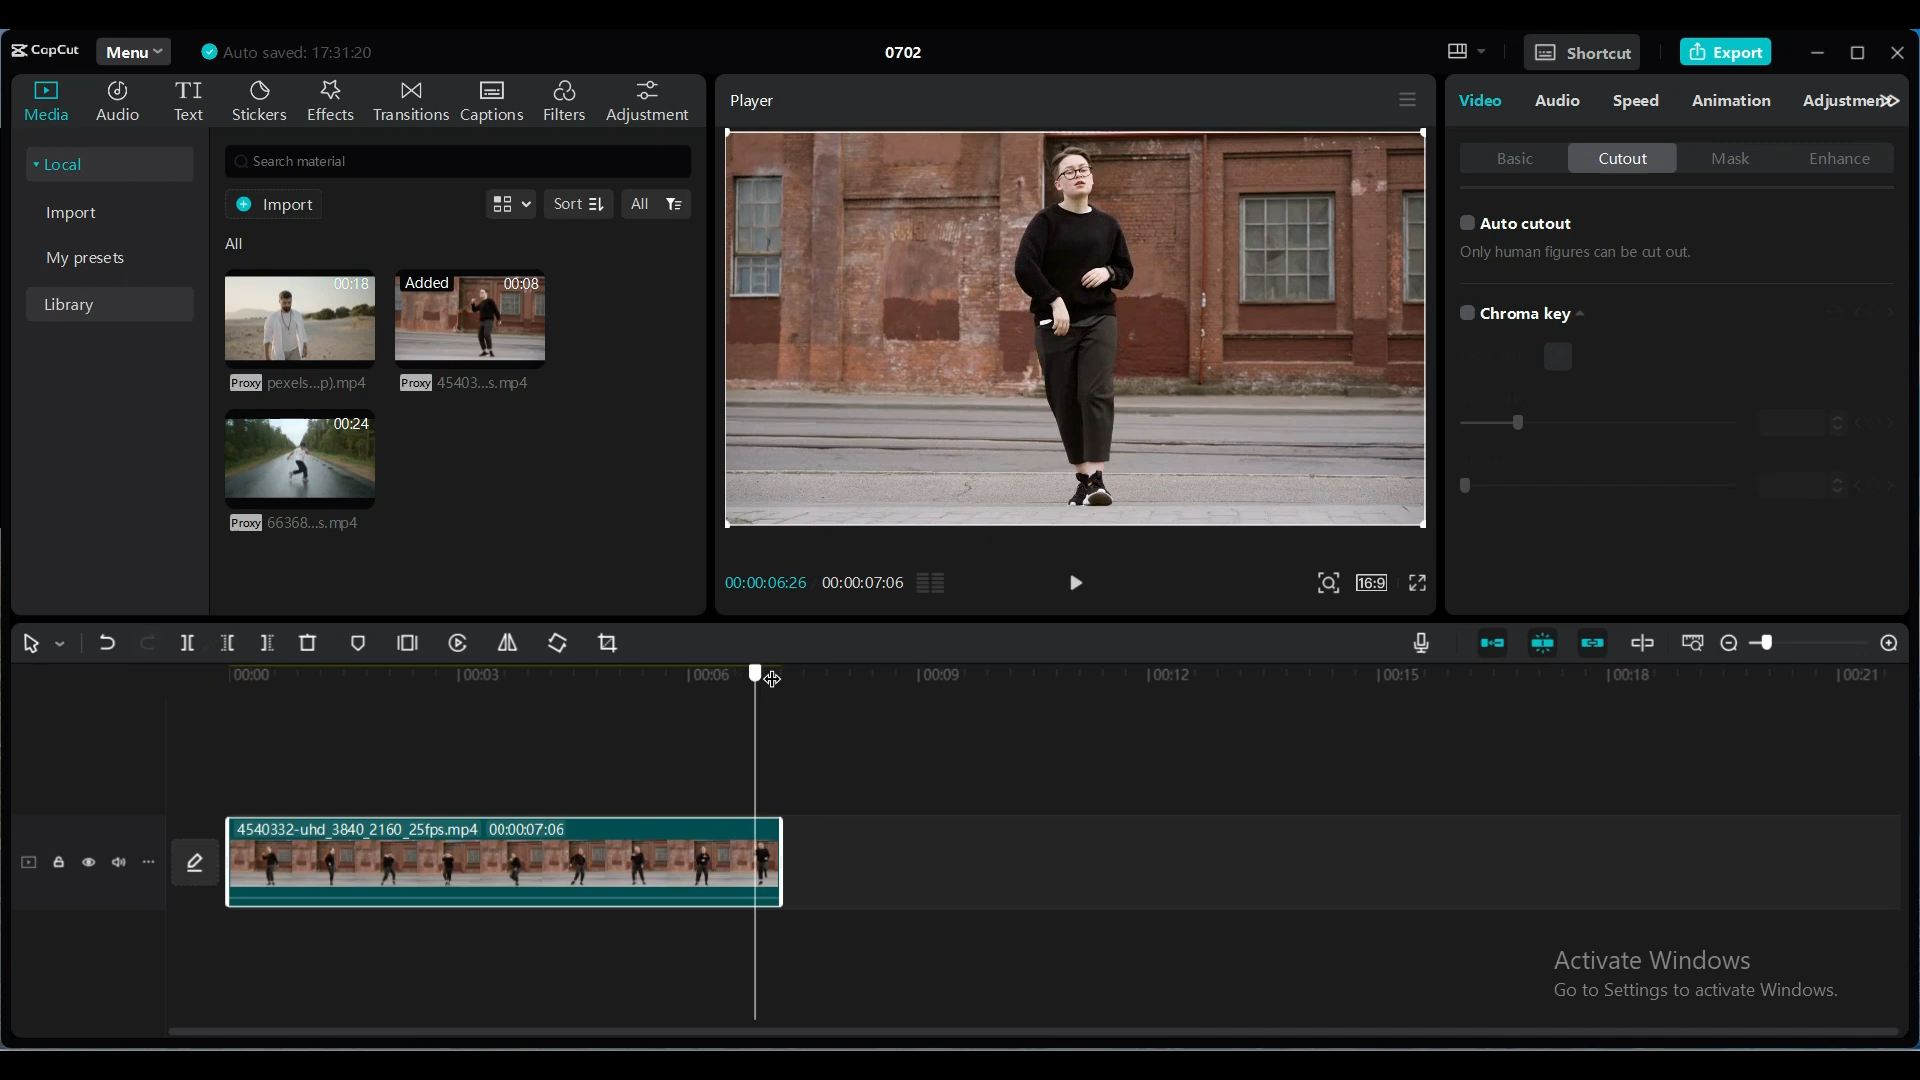 CapCut Menu Auto saved: 17:31:20 0702 Shortcut Export
Media Audio Text Stickers Effects Transitions Captions Filters Adjustment
Local
Import
My presets
Library
Search material
Import Sort All
All
00:18 Added 00:08
Proxy pexels...p).mp4 Proxy 45403...s.mp4
00:24
Proxy 66368...s.mp4
Player
00:00:06:26 00:00:07:06 16:9
Video Audio Speed Animation Adjustment
Basic Cutout Mask Enhance
Auto cutout
Only human figures can be cut out.
Chroma key
00:00 00:03 00:06 00:09 00:12 00:15 00:18 00:21
4540332-uhd_3840_2160_25fps.mp4 00:00:07:06
Activate Windows
Go to Settings to activate Windows.